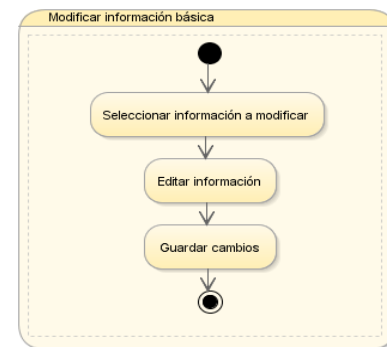 Modificar información básica
Seleccionar información a modificar
Editar información
Guardar cambios